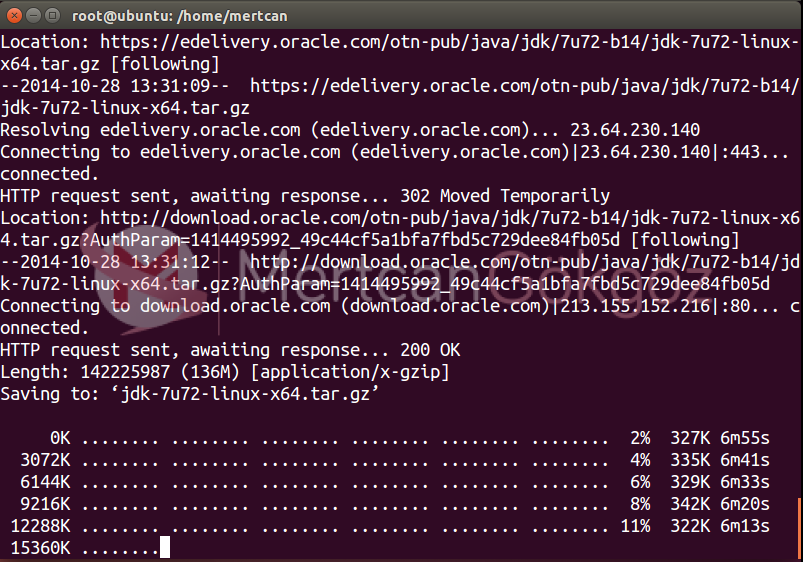 root@ubuntu: /home/mertcan
Location: https://edelivery.oracle.com/otn-pub/java/jdk/7u72-b14/jdk-7u72-linux-
x64.tar.gz [following]
--2014-10-28 13:31:09--  https://edelivery.oracle.com/otn-pub/java/jdk/7u72-b14/
jdk-7u72-linux-x64.tar.gz
Resolving edelivery.oracle.com (edelivery.oracle.com)... 23.64.230.140
Connecting to edelivery.oracle.com (edelivery.oracle.com)|23.64.230.140|:443...
connected.
HTTP request sent, awaiting response... 302 Moved Temporarily
Location: http://download.oracle.com/otn-pub/java/jdk/7u72-b14/jdk-7u72-linux-x6
4.tar.gz?AuthParam=1414495992_49c44cf5a1bfa7fbd5c729dee84fb05d [following]
--2014-10-28 13:31:12--  http://download.oracle.com/otn-pub/java/jdk/7u72-b14/jd
k-7u72-linux-x64.tar.gz?AuthParam=1414495992_49c44cf5a1bfa7fbd5c729dee84fb05d
MertcanGökgöz
Connecting to download.oracle.com (download.oracle.com)|213.155.152.216|:80... c
onnected.
HTTP request sent, awaiting response... 200 OK
Length: 142225987 (136M) [application/x-gzip]
Saving to: ‘jdk-7u72-linux-x64.tar.gz’
0K ........ ........ ........ ........ ........ ........  2%  327K 6m55s
3072K ........ ........ ........ ........ ........ ........  4%  335K 6m41s
6144K ........ ........ ........ ........ ........ ........  6%  329K 6m33s
9216K ........ ........ ........ ........ ........ ........  8%  342K 6m20s
12288K ........ ........ ........ ........ ........ ........ 11%  322K 6m13s
15360K ........